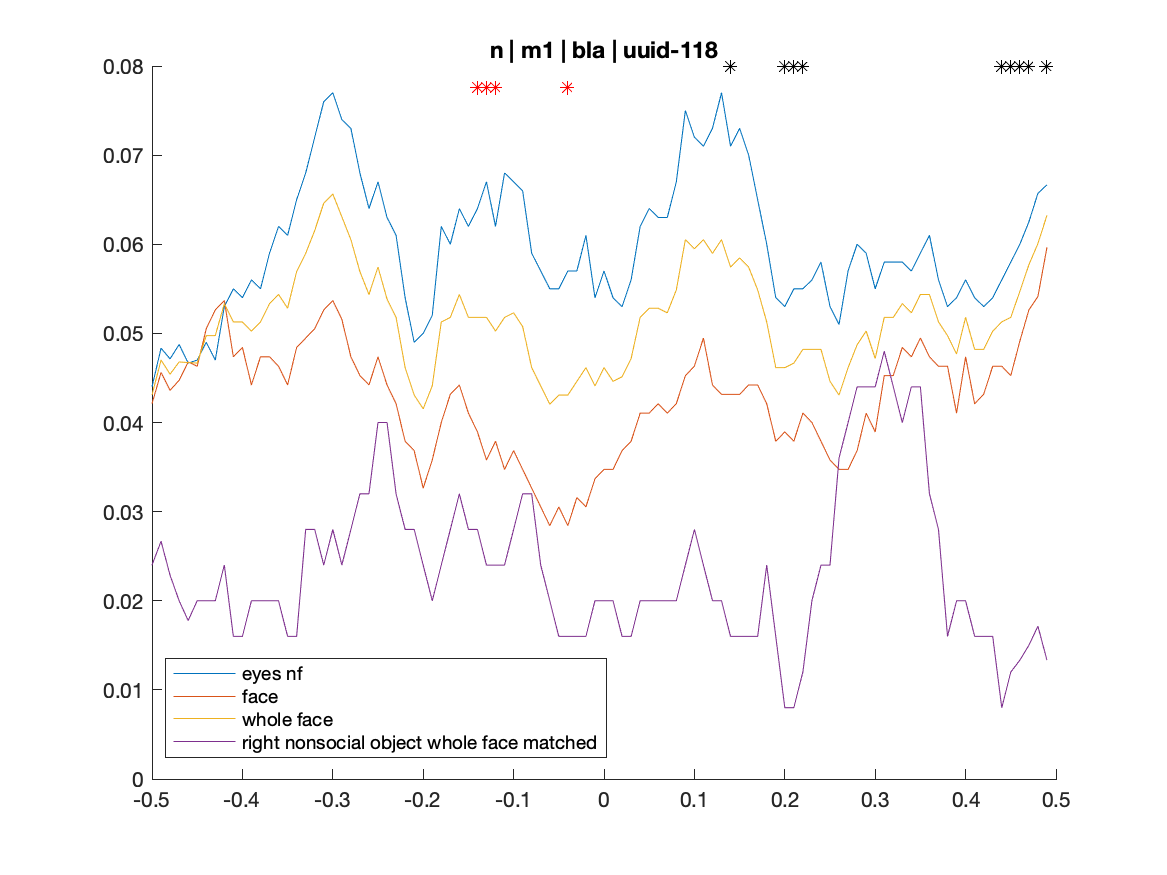 n | m1 | bla | uuid-118
0.08
0.07
0.06
0.05
0.04
0.03
0.02
0.01
0
eyes nf
face
whole face
right nonsocial object whole face matched
-0.5 -0.4 -0.3 -0.2 -0.1 0 0.1 0.2 0.3 0.4 0.5